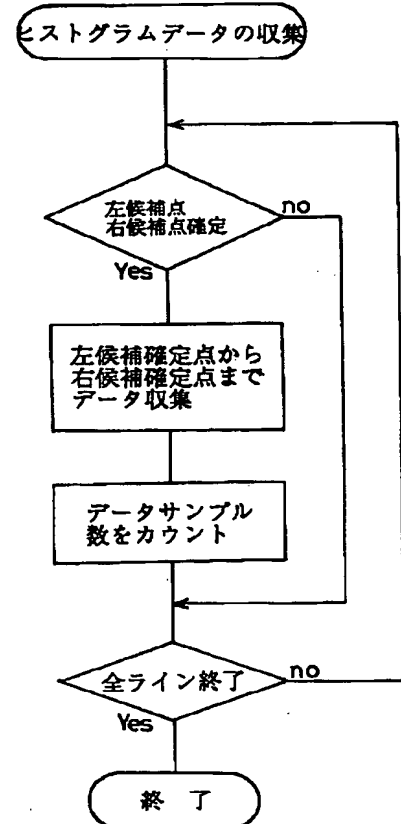 ヒストグラムデータの収集
左候補点
右候補点確定
no
Yes
左候補確定点から
右候補確定点まで
データ収集
データサンプル
数をカウント
全ライン終了
no
Yes
終 了